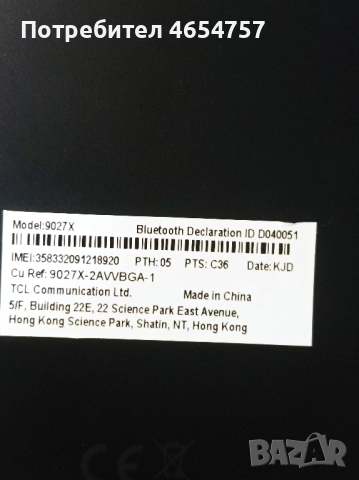 Потребител 4654757
Model:9027X Bluetooth Declaration ID D040051
IMEI:358332091218920 PTH: 05 PTS: C36 Date: KJD
Cu Ref: 9027X-2AVVBGA-1
TCL Communication Ltd. Made in China
5/F, Building 22E, 22 Science Park East Avenue,
Hong Kong Science Park, Shatin, NT, Hong Kong
BAZAR